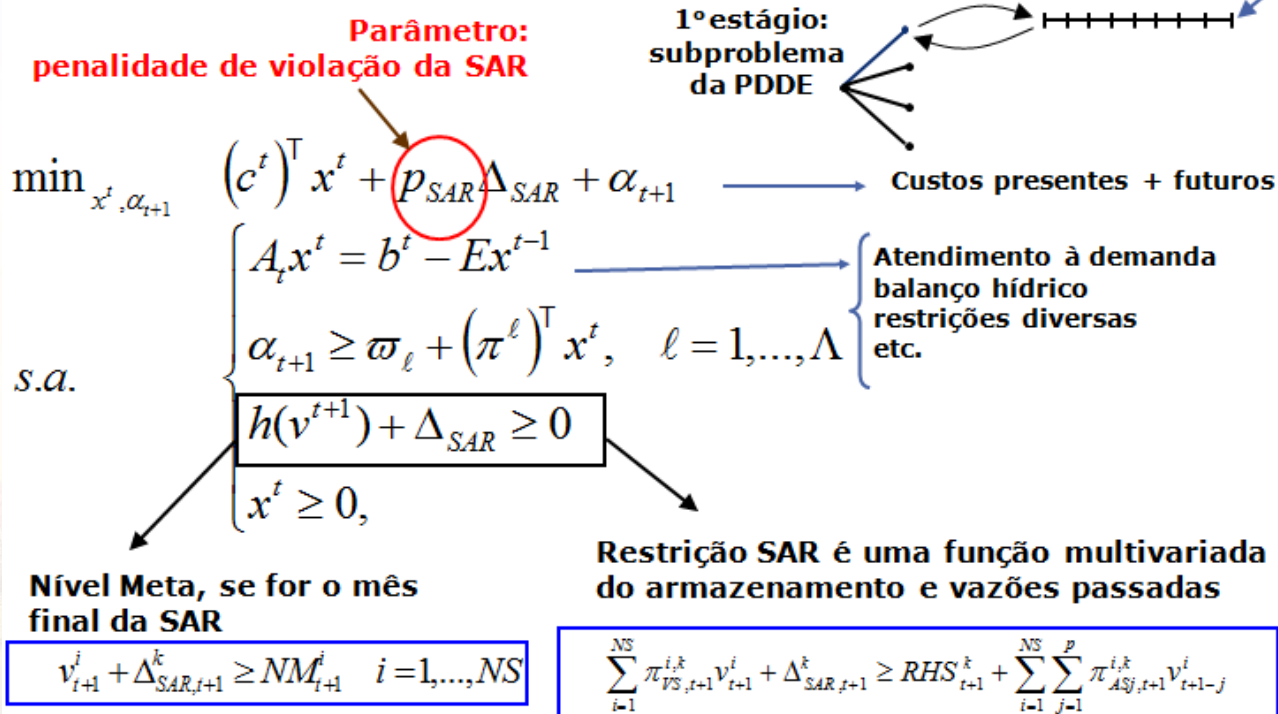 Parâmetro:
penalidade de violação da SAR
1º estágio:
subproblema
da PDDE
min_{x^t, α_{t+1}} (c^t)^⊤ x^t + p_{SAR} Δ_{SAR} + α_{t+1}
Custos presentes + futuros
s.a.
A_t x^t = b^t − E x^{t−1}
α_{t+1} ≥ ϖ_ℓ + (π^ℓ)^⊤ x^t, ℓ = 1,...,Λ
h(v^{t+1}) + Δ_{SAR} ≥ 0
x^t ≥ 0,
Atendimento à demanda
balanço hídrico
restrições diversas
etc.
Nível Meta, se for o mês
final da SAR
v^i_{t+1} + Δ^k_{SAR,t+1} ≥ NM^i_{t+1} i = 1,...,NS
Restrição SAR é uma função multivariada
do armazenamento e vazões passadas
∑_{i=1}^{NS} π^{i,k}_{VS,t+1} v^i_{t+1} + Δ^k_{SAR,t+1} ≥ RHS^k_{t+1} + ∑_{i=1}^{NS} ∑_{j=1}^{p} π^{i,k}_{ASj,t+1} v^i_{t+1−j}